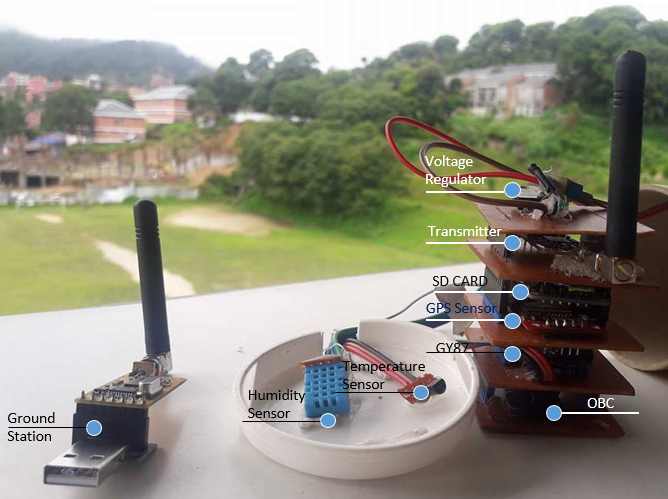 Voltage
Regulator
Transmitter
SD CARD
GPS Sensor
GY87
Temperature
Sensor
Humidity
Sensor
OBC
Ground
Station